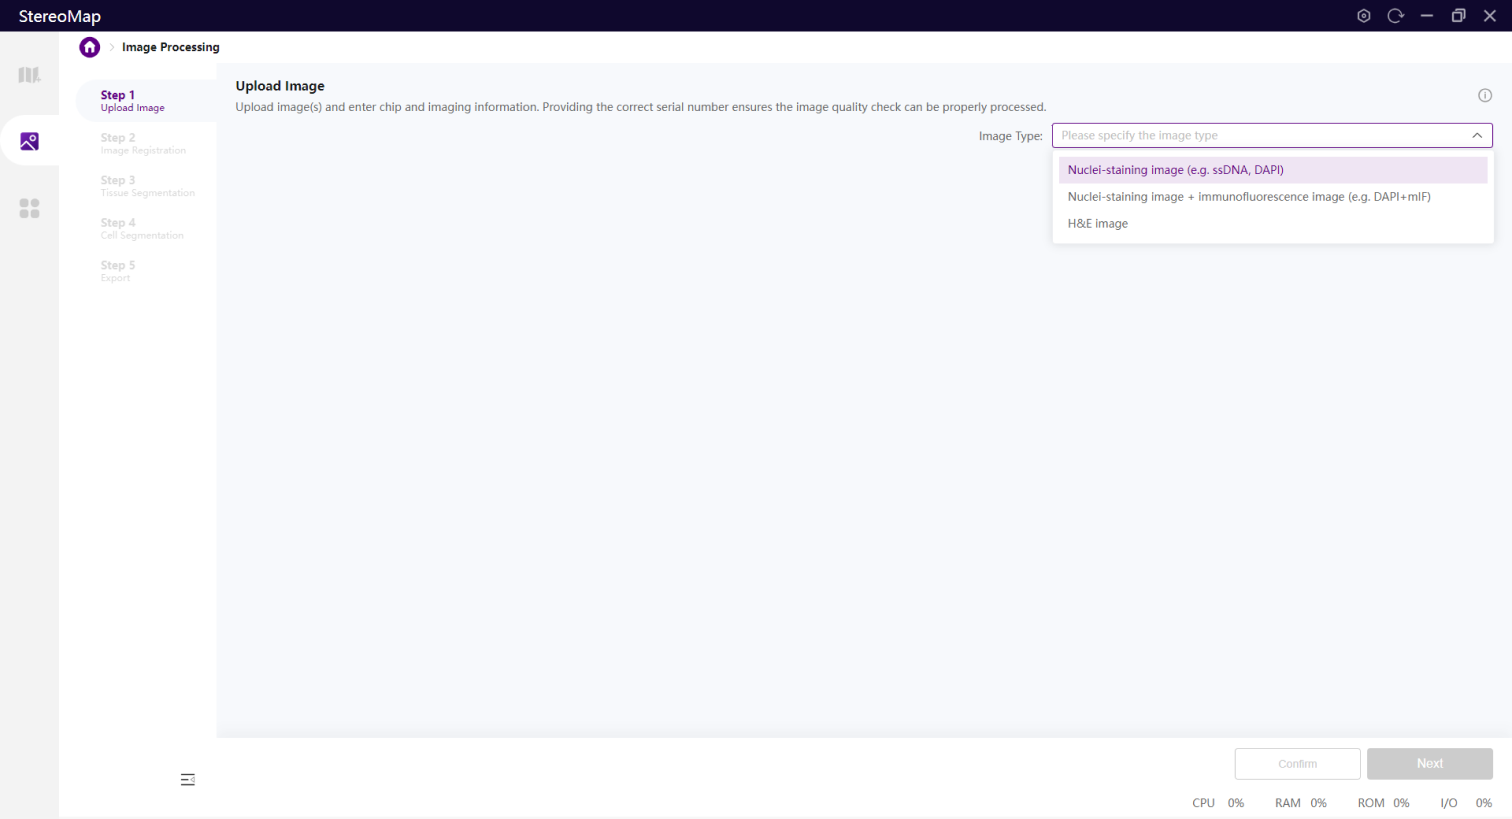 StereoMap
Image Processing
Step 1
Upload Image
Step 2
Image Registration
Step 3
Tissue Segmentation
Step 4
Cell Segmentation
Step 5
Export
Upload Image
Upload image(s) and enter chip and imaging information. Providing the correct serial number ensures the image quality check can be properly processed.
Image Type: Please specify the image type
Nuclei-staining image (e.g. ssDNA, DAPI)
Nuclei-staining image + immunofluorescence image (e.g. DAPI+mIF)
H&E image
Confirm Next
CPU 0% RAM 0% ROM 0% I/O 0%